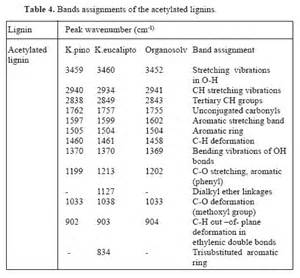 Table 4. Bands assignments of the acetylated lignins.
Lignin Peak wavenumber (cm-1)
Acetylated K.pino K.eucalipto Organosolv Band assignment
lignin
3459 3460 3452 Stretching vibrations
in O-H
2940 2934 2941 CH stretching vibrations
2838 2849 2843 Tertiary CH groups
1762 1757 1755 Unconjugated carbonyls
1597 1599 1602 Aromatic stretching band
1505 1504 1504 Aromatic ring
1460 1461 1458 C-H deformation
1370 1370 1369 Bending vibrations of OH
bonds
1199 1213 1202 C-O stretching, aromatic
(phenyl)
- 1127 - Dialkyl ether linkages
1033 1038 1033 C-O deformation
(methoxyl group)
902 903 904 C-H out –of- plane
deformation in
ethylenic double bonds
- 834 - Trisubstituted aromatic
ring